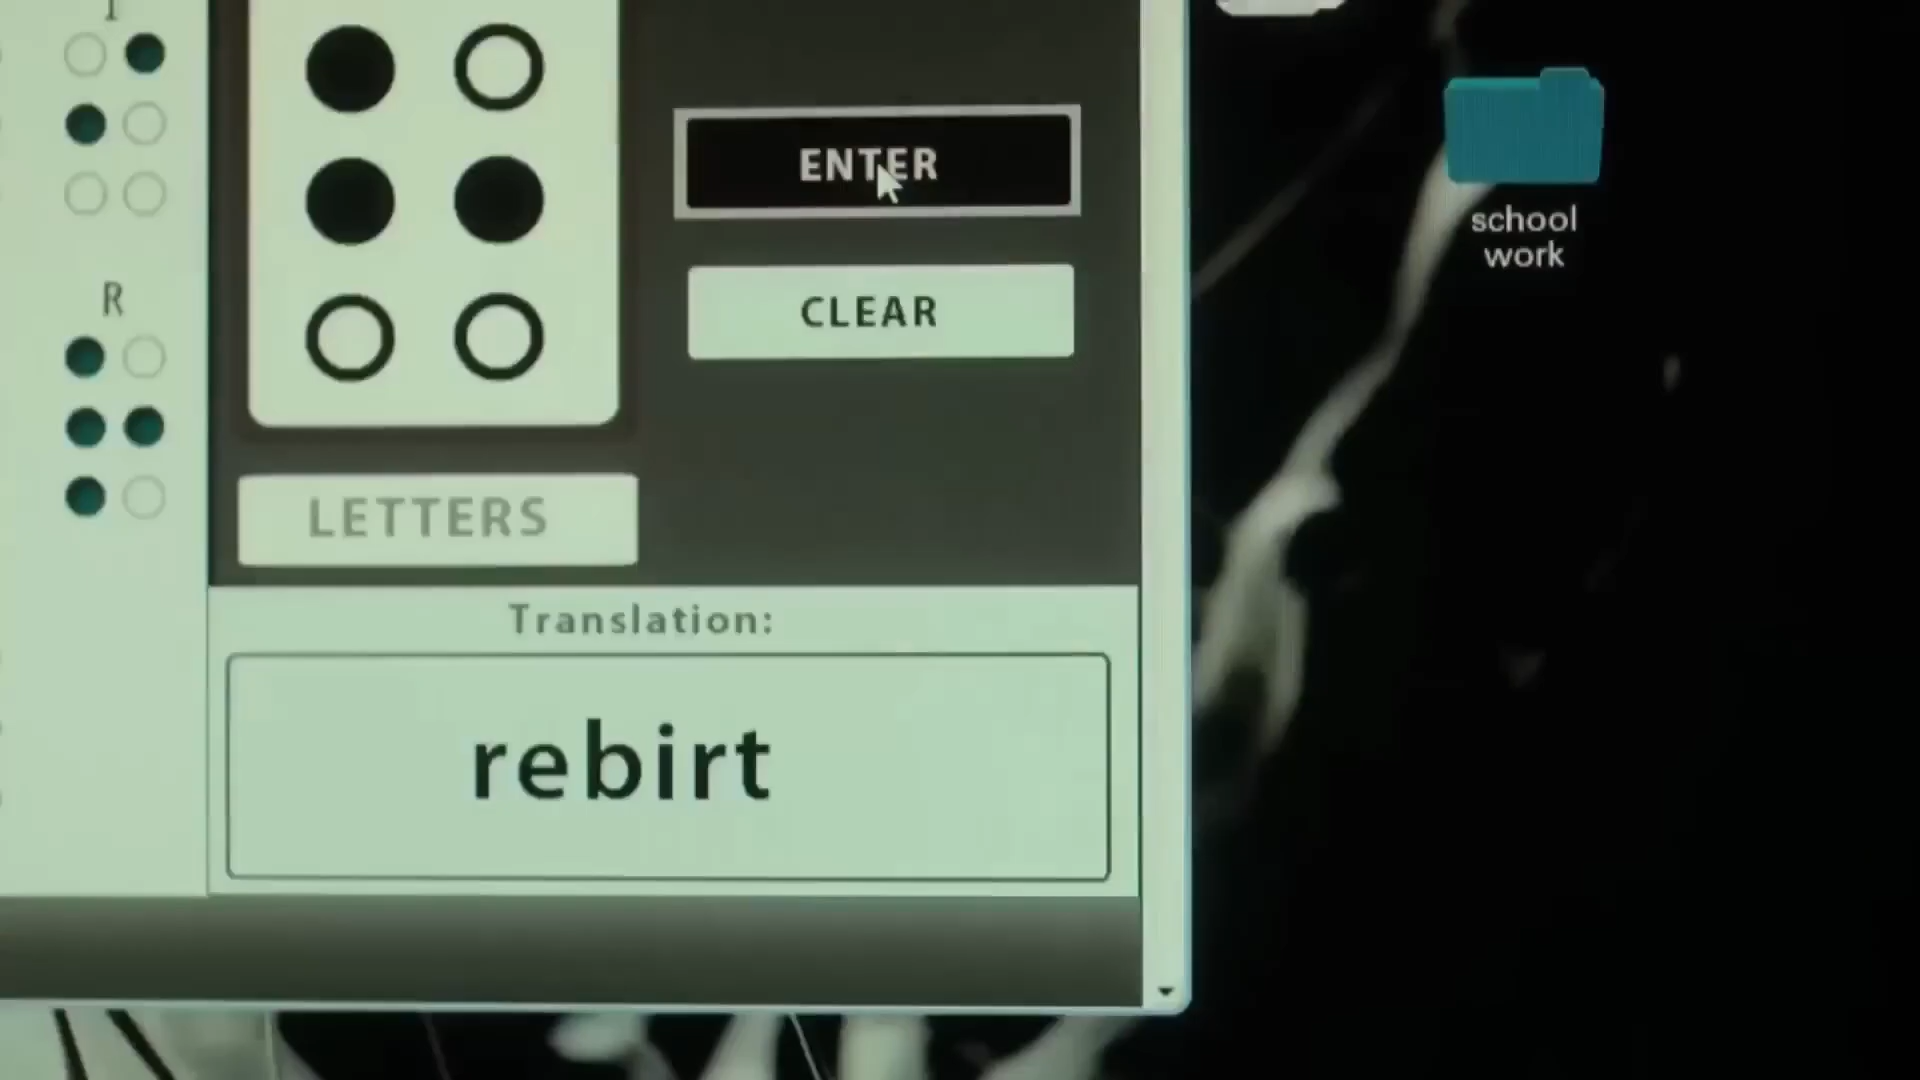 I
R
ENTER
CLEAR
LETTERS
Translation:
rebirt
school
work